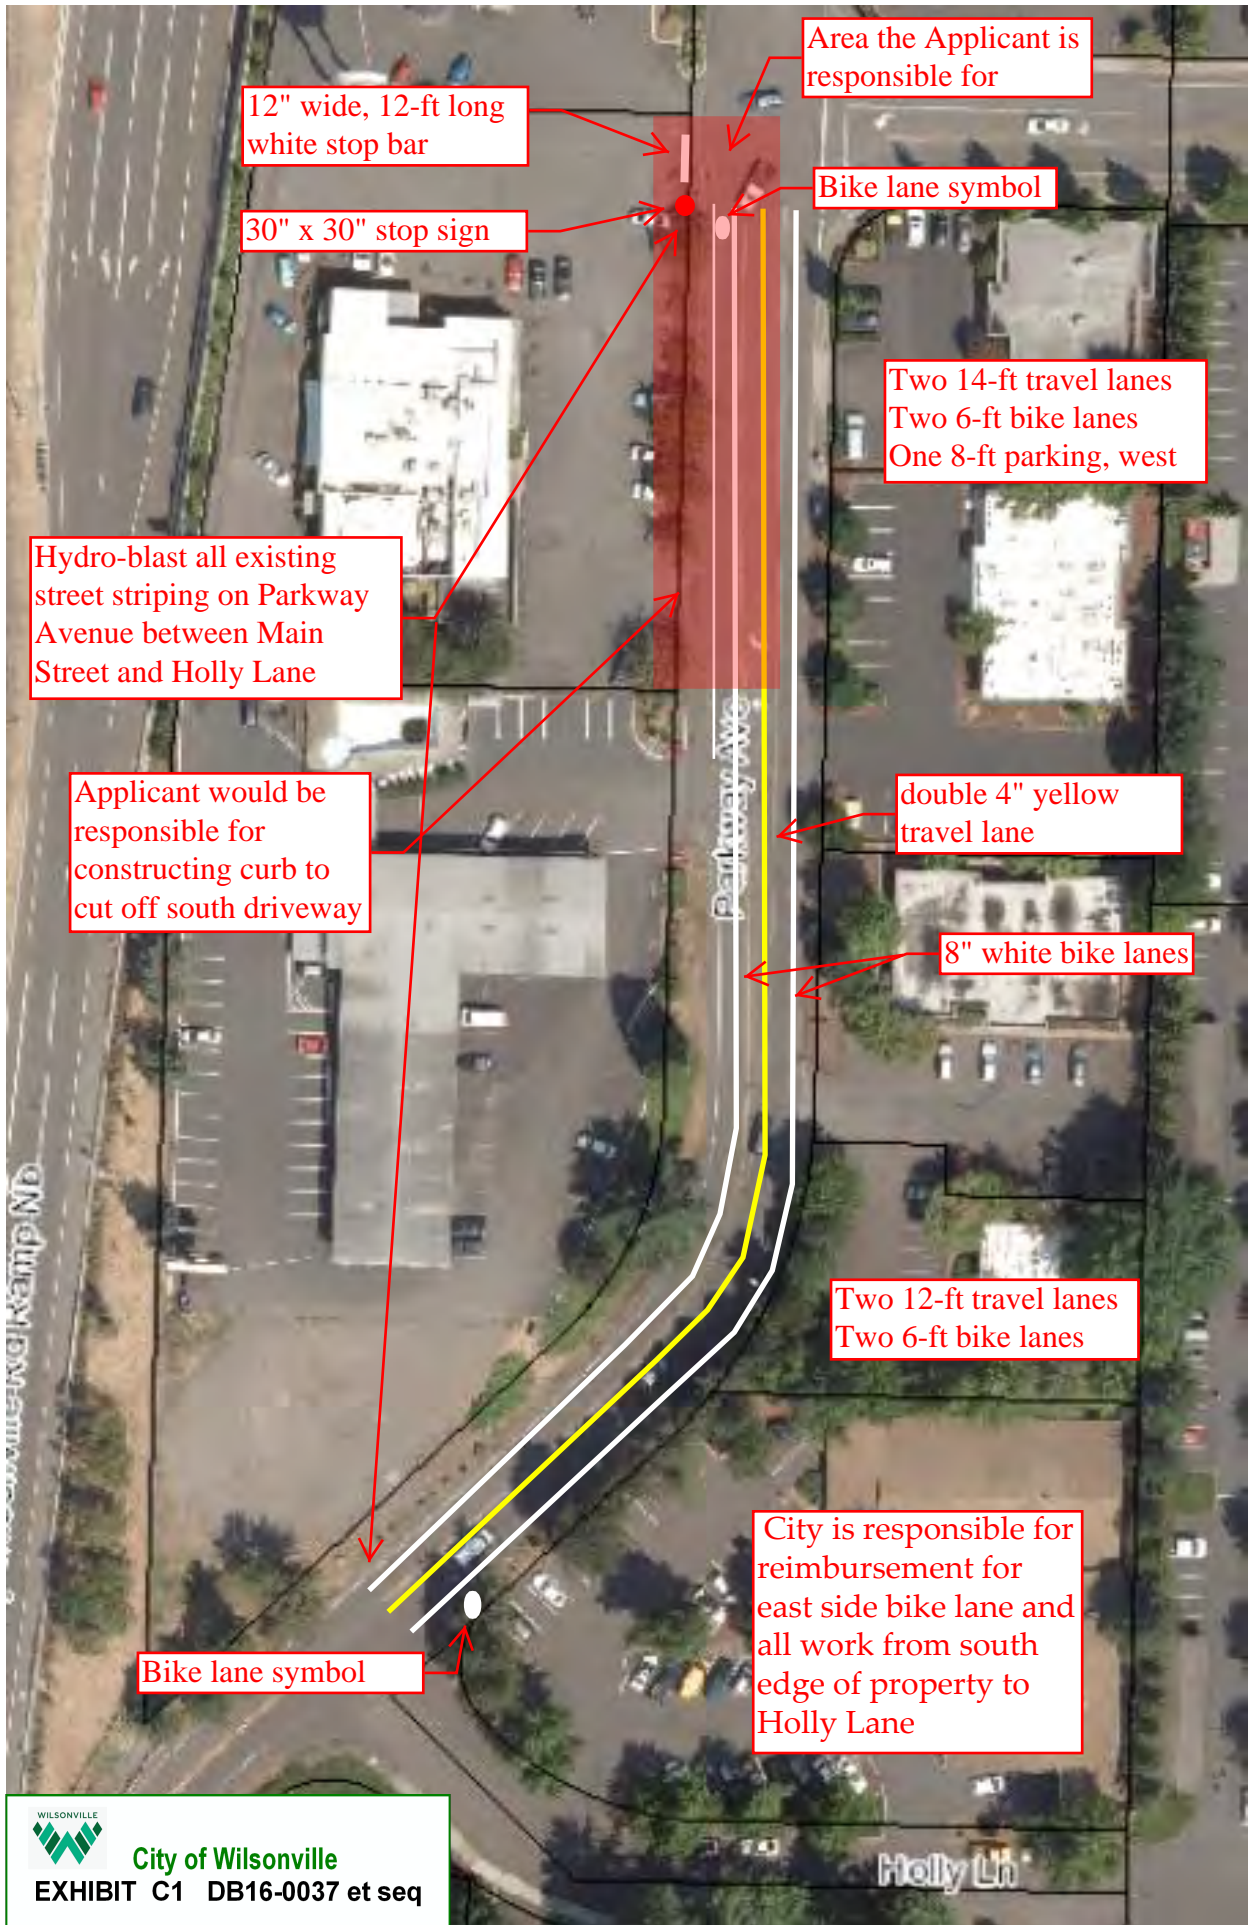 Area the Applicant is
responsible for
12" wide, 12-ft long
white stop bar
Bike lane symbol
30" x 30" stop sign
Two 14-ft travel lanes
Two 6-ft bike lanes
One 8-ft parking, west
Hydro-blast all existing
street striping on Parkway
Avenue between Main
Street and Holly Lane
Parkway Ave
Applicant would be
responsible for
constructing curb to
cut off south driveway
double 4" yellow
travel lane
8" white bike lanes
Two 12-ft travel lanes
Two 6-ft bike lanes
Rd Ramp NB
City is responsible for
reimbursement for
east side bike lane and
all work from south
edge of property to
Holly Lane
Bike lane symbol
Holly Ln
WILSONVILLE
City of Wilsonville
EXHIBIT C1 DB16-0037 et seq